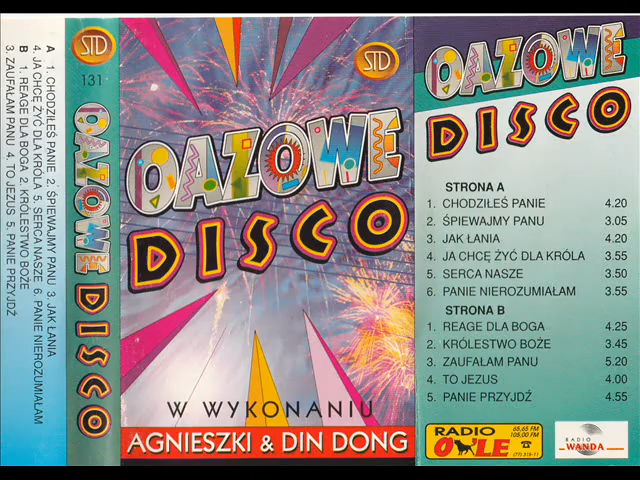 A 1. CHODZIŁEŚ PANIE 2. ŚPIEWAJMY PANU 3. JAK ŁANIA
4. JA CHCĘ ŻYĆ DLA KRÓLA 5. SERCA NASZE 6. PANIE NIEROZUMIAŁAM
B 1. REAGE DLA BOGA 2. KRÓLESTWO BOŻE
3. ZAUFAŁAM PANU 4. TO JEZUS 5. PANIE PRZYJDŹ
STD
131
OAZOWE DISCO
STD
OAZOWE
DISCO
W WYKONANIU
AGNIESZKI & DIN DONG
OAZOWE
DISCO
STRONA A
1. CHODZIŁEŚ PANIE 4.20
2. ŚPIEWAJMY PANU 3.05
3. JAK ŁANIA 4.20
4. JA CHCĘ ŻYĆ DLA KRÓLA 3.55
5. SERCA NASZE 3.50
6. PANIE NIEROZUMIAŁAM 3.55
STRONA B
1. REAGE DLA BOGA 4.25
2. KRÓLESTWO BOŻE 3.45
3. ZAUFAŁAM PANU 5.20
4. TO JEZUS 4.00
5. PANIE PRZYJDŹ 4.55
RADIO
65,65 FM
105,00 FM
RADIO
WANDA